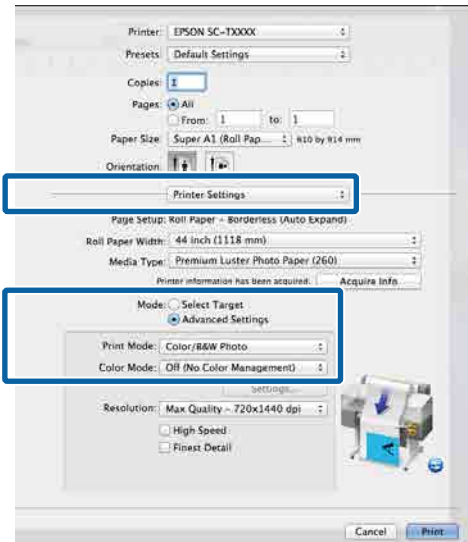 Printer: EPSON SC-TXXXX
Presets: Default Settings
Copies: 1
Pages: All
From: 1 to: 1
Paper Size: Super A1 (Roll Pap... 610 by 914 mm
Orientation:
Printer Settings
Page Setup: Roll Paper - Borderless (Auto Expand)
Roll Paper Width: 44 inch (1118 mm)
Media Type: Premium Luster Photo Paper (260)
Printer information has been acquired. Acquire Info
Mode: Select Target
Advanced Settings
Print Mode: Color/B&W Photo
Color Mode: Off (No Color Management)
Settings...
Resolution: Max Quality - 720x1440 dpi
High Speed
Finest Detail
Cancel Print